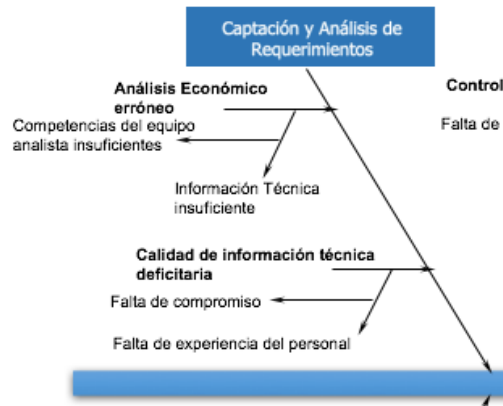 Captación y Análisis de
Requerimientos
Análisis Económico
erróneo
Control
Competencias del equipo
analista insuficientes
Falta de
Información Técnica
insuficiente
Calidad de información técnica
deficitaria
Falta de compromiso
Falta de experiencia del personal